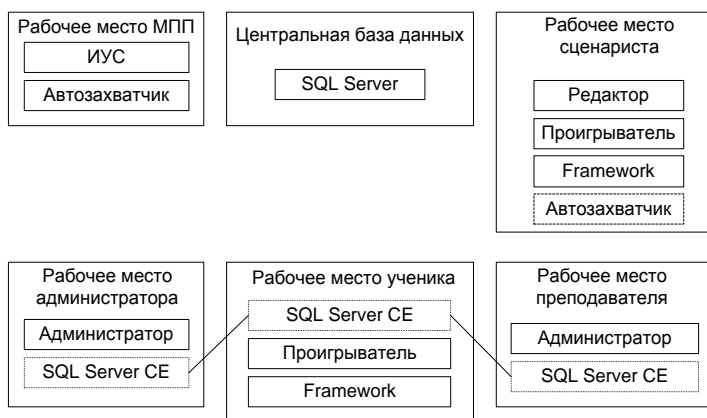 Рабочее место МПП
ИУС
Автозахватчик
Центральная база данных
SQL Server
Рабочее место
сценариста
Редактор
Проигрыватель
Framework
Автозахватчик
Рабочее место
администратора
Администратор
SQL Server CE
Рабочее место ученика
SQL Server CE
Проигрыватель
Framework
Рабочее место
преподавателя
Администратор
SQL Server CE